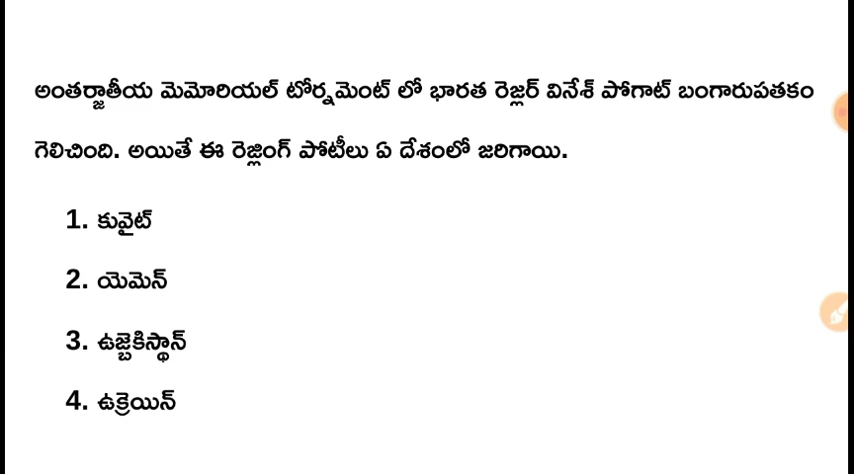 అంతర్జాతీయ మెమోరియల్ టోర్నమెంట్ లో భారత రెజ్లర్ వినేశ్ పోగాట్ బంగారుపతకం
గెలిచింది. అయితే ఈ రెజ్లింగ్ పోటీలు ఏ దేశంలో జరిగాయి.
1. కువైట్
2. యెమెన్
3. ఉజ్బెకిస్థాన్
4. ఉక్రెయిన్